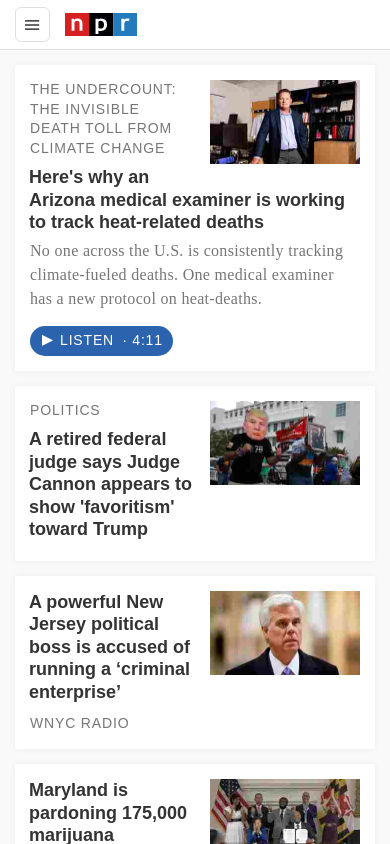 npr
THE UNDERCOUNT:
THE INVISIBLE
DEATH TOLL FROM
CLIMATE CHANGE
Here's why an
Arizona medical examiner is working
to track heat-related deaths
No one across the U.S. is consistently tracking
climate-fueled deaths. One medical examiner
has a new protocol on heat-deaths.
LISTEN · 4:11
POLITICS
A retired federal
judge says Judge
Cannon appears to
show 'favoritism'
toward Trump
A powerful New
Jersey political
boss is accused of
running a ‘criminal
enterprise’
WNYC RADIO
Maryland is
pardoning 175,000
marijuana